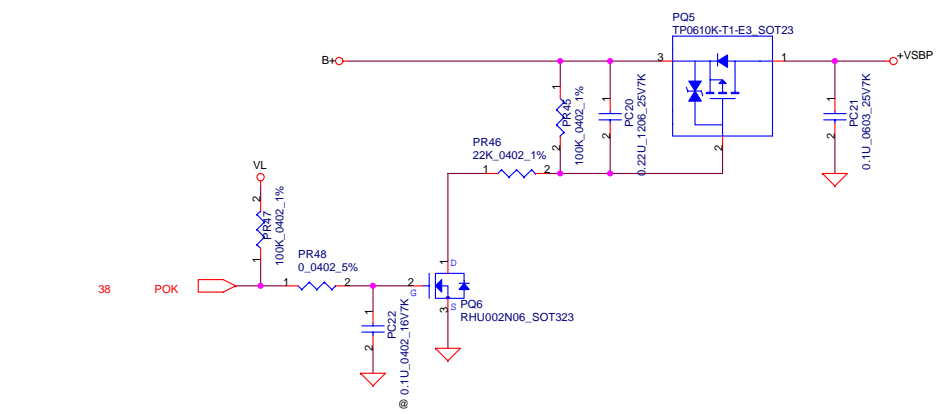 PQ5
TP0610K-T1-E3_SOT23
B+
3
1
+VSBP
1
2
PR45
100K_0402_1%
1
2
PC20
0.22U_1206_25V7K
2
1
2
PC21
0.1U_0603_25V7K
PR46
22K_0402_1%
1
2
VL
2
1
PR47
100K_0402_1%
PR48
0_0402_5%
1
2
38
POK
1
D
2
G
3
S
PQ6
RHU002N06_SOT323
1
2
PC22
@ 0.1U_0402_16V7K